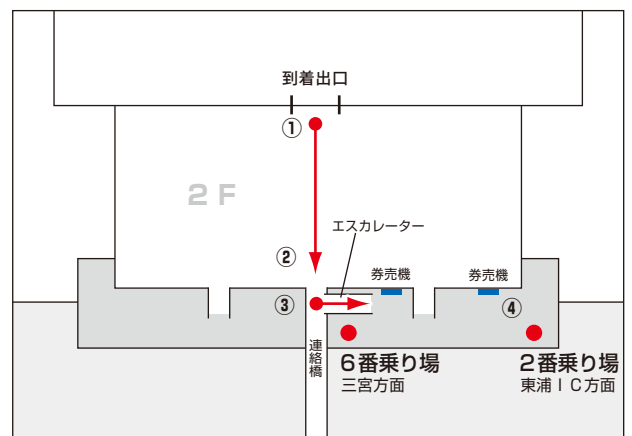 到着出口
①
2F
エスカレーター
②
券売機
券売機
③
④
連絡橋
6番乗り場
三宮方面
2番乗り場
東浦IC方面